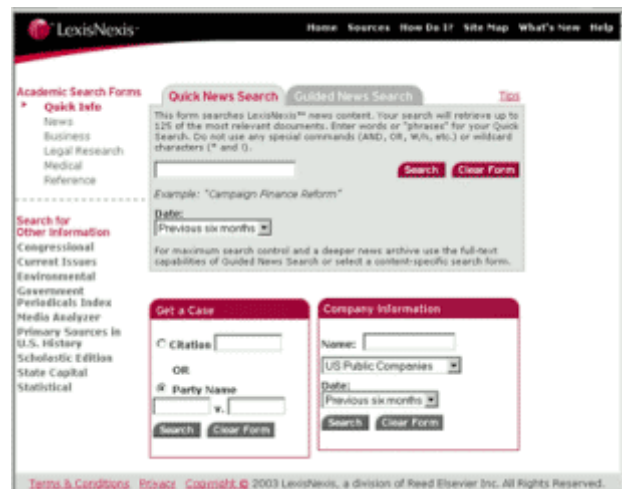 LexisNexis™
Home Sources How Do I? Site Map What's New Help
Academic Search Forms
Quick Info
News
Business
Legal Research
Medical
Reference
Search for
Other Information
Congressional
Current Issues
Environmental
Government
Periodicals Index
Media Analyzer
Primary Sources in
U.S. History
Scholastic Edition
State Capital
Statistical
Quick News Search
Guided News Search
Tips
This form searches LexisNexis™ news content. Your search will retrieve up to
125 of the most relevant documents. Enter words or "phrases" for your Quick
Search. Do not use any special commands (AND, OR, W/n, etc.) or wildcard
characters (* and !).
Search Clear Form
Example: "Campaign Finance Reform"
Date:
Previous six months
For maximum search control and a deeper news archive use the full-text
capabilities of Guided News Search or select a content-specific search form.
Get a Case
Citation
OR
Party Name
v.
Search Clear Form
Company Information
Name:
US Public Companies
Date:
Previous six months
Search Clear Form
Terms & Conditions Privacy Copyright © 2003 LexisNexis, a division of Reed Elsevier Inc. All Rights Reserved.